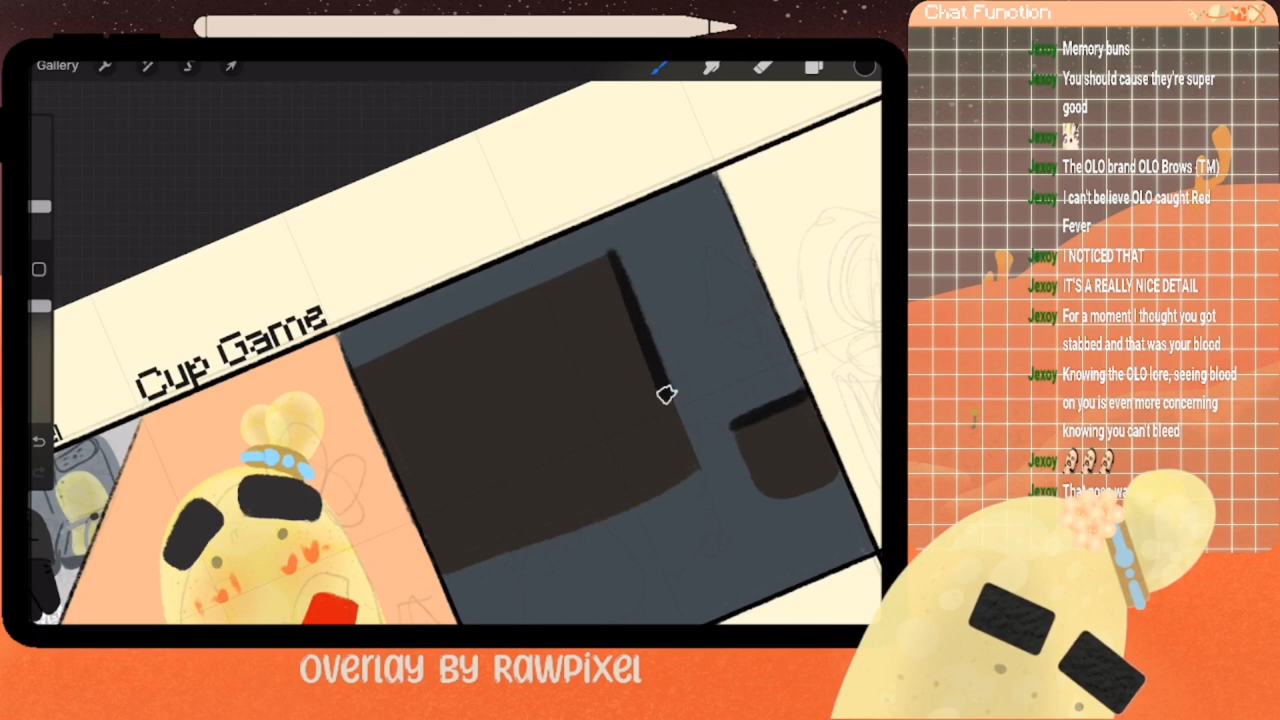 Chat Function
Gallery
Jexoy Memory buns
Jexoy You should cause they're super
good
Jexoy
Jexoy The OLO brand OLO Brows (TM)
Jexoy I can't believe OLO caught Red
Fever
Jexoy I NOTICED THAT
Jexoy IT'S A REALLY NICE DETAIL
Jexoy For a moment I thought you got
stabbed and that was your blood
Jexoy Knowing the OLO lore, seeing blood
on you is even more concerning
knowing you can't bleed
Jexoy
Jexoy
Cup Game
OVERLAY BY RAWPIXEL